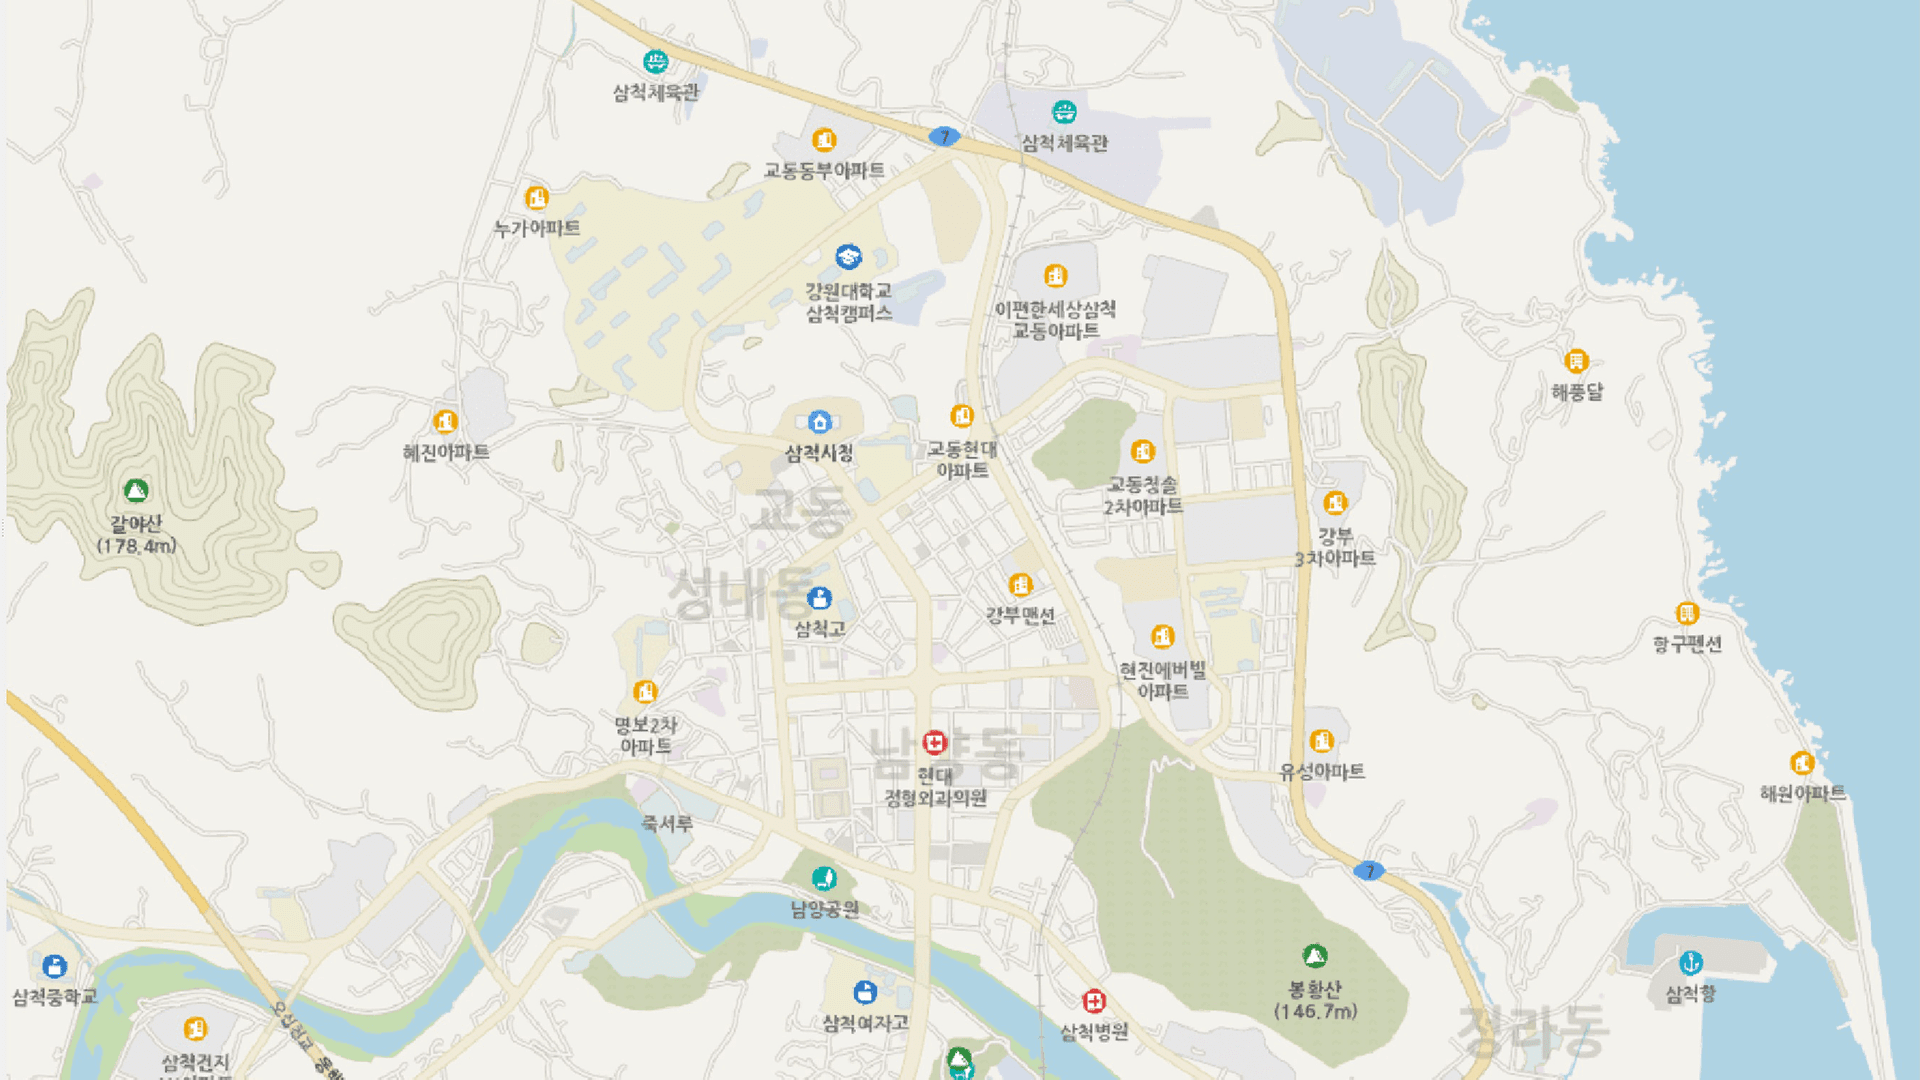 삼척체육관
7
삼척체육관
교동동부아파트
누가아파트
강원대학교
삼척캠퍼스
이편한세상삼척
교동아파트
해풍달
혜진아파트
삼척시청
교동현대
아파트
교동청솔
2차아파트
갈야산
(178.4m)
교동
강부
3차아파트
성내동
삼척고
강부맨션
항구펜션
현진에버빌
아파트
명보2차
아파트
남양동
현대
정형외과의원
유성아파트
해원아파트
죽서루
7
남양공원
삼척중학교
삼척여자고
삼척병원
봉황산
(146.7m)
삼척항
정라동
오십천교
삼척건지